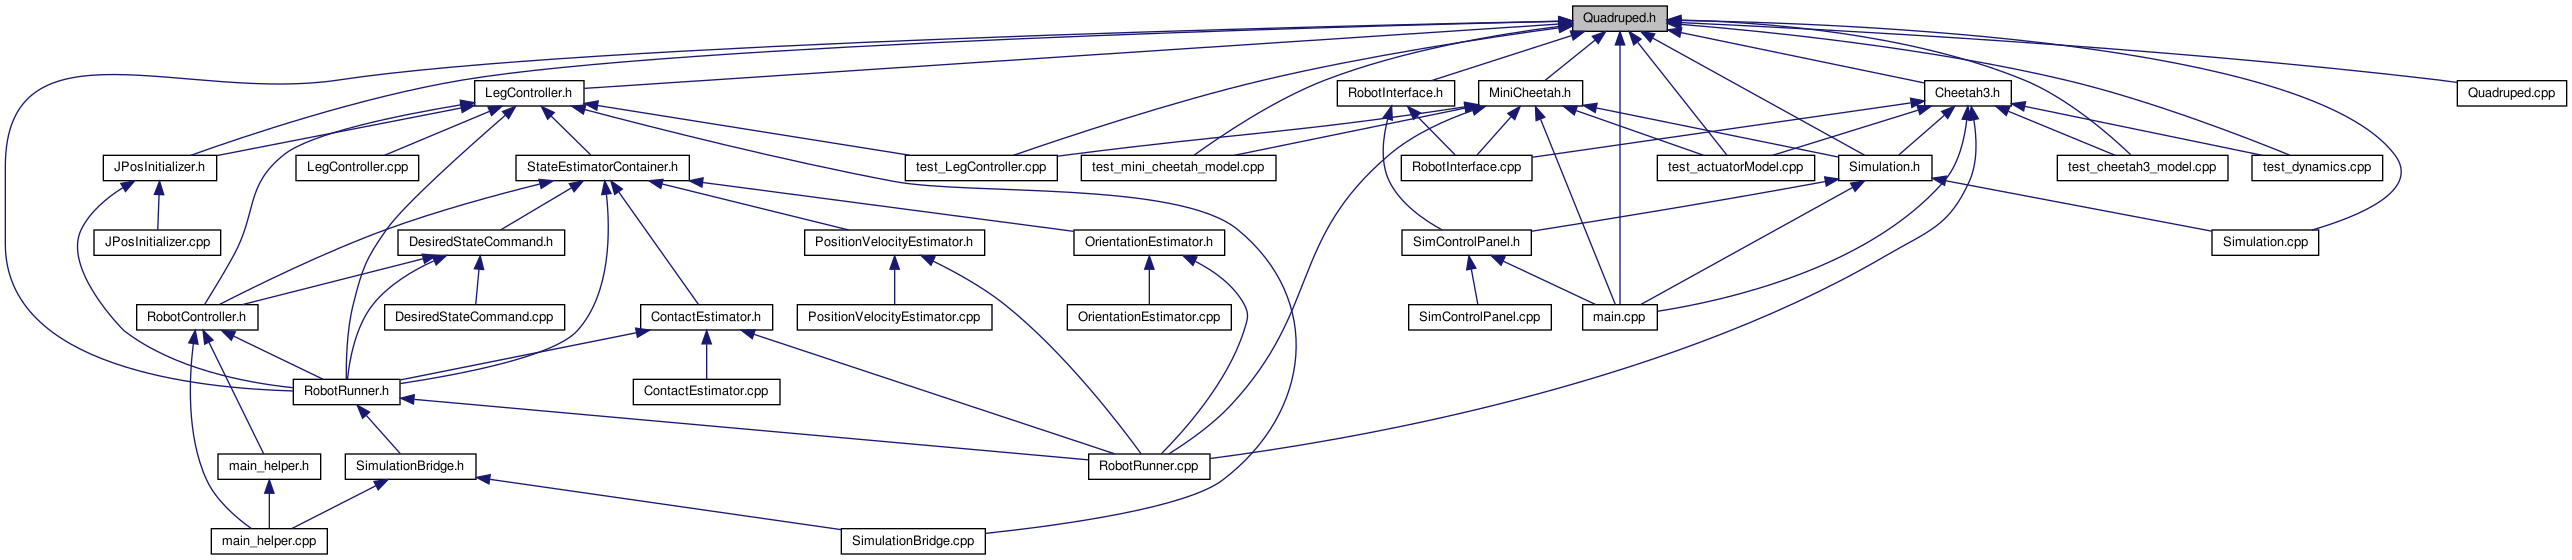 Quadruped.h
LegController.h
RobotInterface.h
MiniCheetah.h
Cheetah3.h
Quadruped.cpp
JPosInitializer.h
LegController.cpp
StateEstimatorContainer.h
test_LegController.cpp
test_mini_cheetah_model.cpp
RobotInterface.cpp
test_actuatorModel.cpp
Simulation.h
test_cheetah3_model.cpp
test_dynamics.cpp
JPosInitializer.cpp
DesiredStateCommand.h
PositionVelocityEstimator.h
OrientationEstimator.h
SimControlPanel.h
Simulation.cpp
RobotController.h
DesiredStateCommand.cpp
ContactEstimator.h
PositionVelocityEstimator.cpp
OrientationEstimator.cpp
SimControlPanel.cpp
main.cpp
RobotRunner.h
ContactEstimator.cpp
main_helper.h
SimulationBridge.h
RobotRunner.cpp
main_helper.cpp
SimulationBridge.cpp